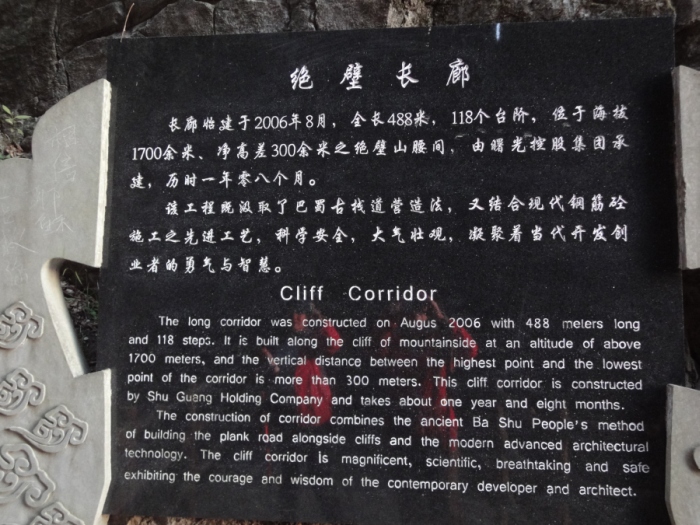 绝壁长廊
长廊始建于2006年8月，全长488米，118个台阶，位于海拔
1700余米、净高差300余米之绝壁山腰间，由曙光控股集团承
建，历时一年零八个月。
该工程既汲取了巴蜀古栈道营造法，又结合现代钢筋砼
施工之先进工艺，科学安全，大气壮观，凝聚着当代开发创
业者的勇气与智慧。
Cliff Corridor
The long corridor was constructed on Augus 2006 with 488 meters long
and 118 steps. It is built along the cliff of mountainside at an altitude of above
1700 meters, and the vertical distance between the highest point and the lowest
point of the corridor is more than 300 meters. This cliff corridor is constructed
by Shu Guang Holding Company and takes about one year and eight months.
The construction of corridor combines the ancient Ba Shu People's method
of building the plank road alongside cliffs and the modern advanced architectural
technology. The cliff corridor is magnificent, scientific, breathtaking and safe
exhibiting the courage and wisdom of the contemporary developer and architect.